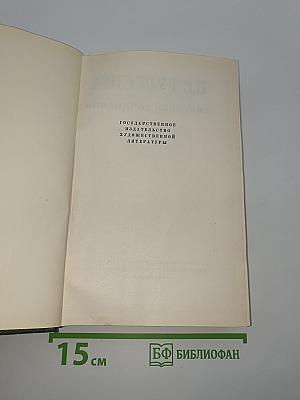 ГОСУДАРСТВЕННОЕ
ИЗДАТЕЛЬСТВО
ХУДОЖЕСТВЕННОЙ
ЛИТЕРАТУРЫ
15 см
БФ БИБЛИОФАН